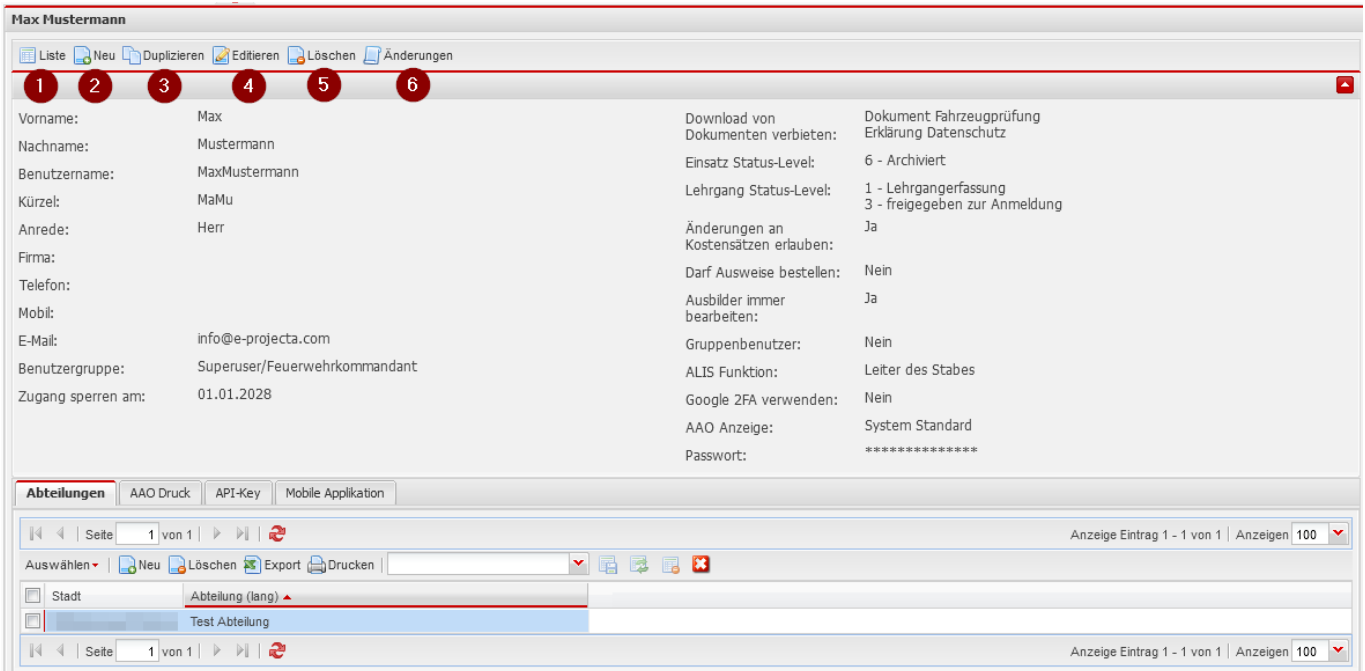 Max Mustermann
Liste Neu Duplizieren Editieren Löschen Änderungen
1 2 3 4 5 6
Vorname: Max
Nachname: Mustermann
Benutzername: MaxMustermann
Kürzel: MaMu
Anrede: Herr
Firma:
Telefon:
Mobil:
E-Mail: info@e-projecta.com
Benutzergruppe: Superuser/Feuerwehrkommandant
Zugang sperren am: 01.01.2028
Download von Dokument Fahrzeugprüfung
Dokumenten verbieten: Erklärung Datenschutz
Einsatz Status-Level: 6 - Archiviert
Lehrgang Status-Level: 1 - Lehrgangerfassung
3 - freigegeben zur Anmeldung
Änderungen an Ja
Kostensätzen erlauben:
Darf Ausweise bestellen: Nein
Ausbilder immer Ja
bearbeiten:
Gruppenbenutzer: Nein
ALIS Funktion: Leiter des Stabes
Google 2FA verwenden: Nein
AAO Anzeige: System Standard
Passwort: **************
Abteilungen AAO Druck API-Key Mobile Applikation
Seite 1 von 1 Anzeige Eintrag 1 - 1 von 1 Anzeigen 100
Auswählen Neu Löschen Export Drucken
Stadt Abteilung (lang)
Test Abteilung
Seite 1 von 1 Anzeige Eintrag 1 - 1 von 1 Anzeigen 100